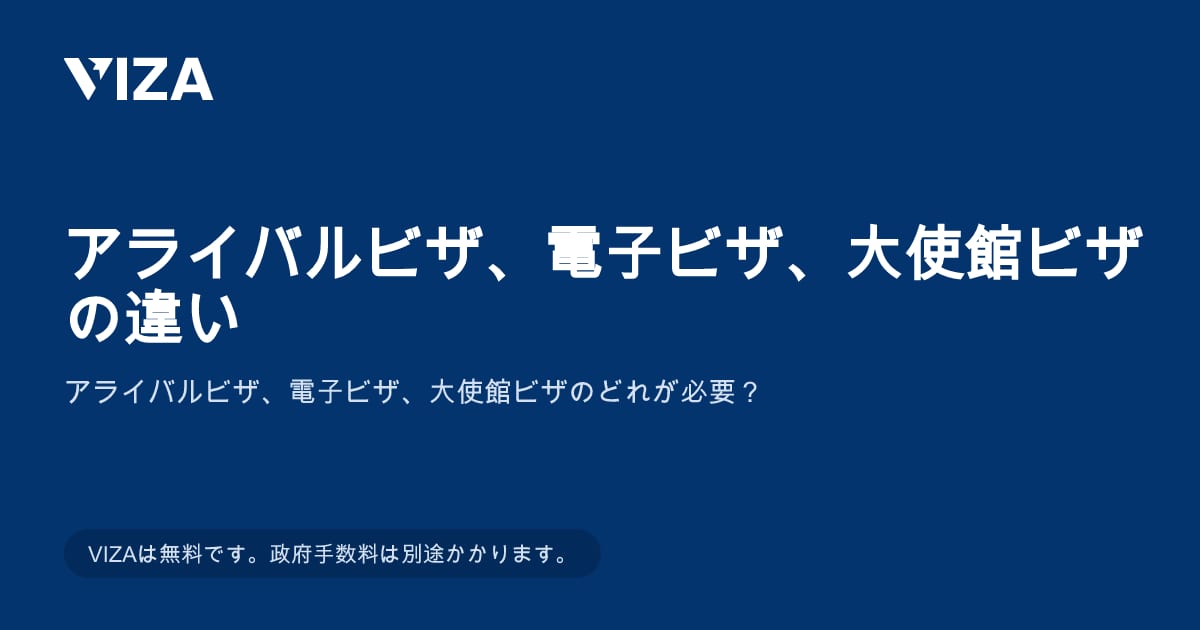 VIZA
アライバルビザ、電子ビザ、大使館ビザ
の違い
アライバルビザ、電子ビザ、大使館ビザのどれが必要？
VIZAは無料です。政府手数料は別途かかります。